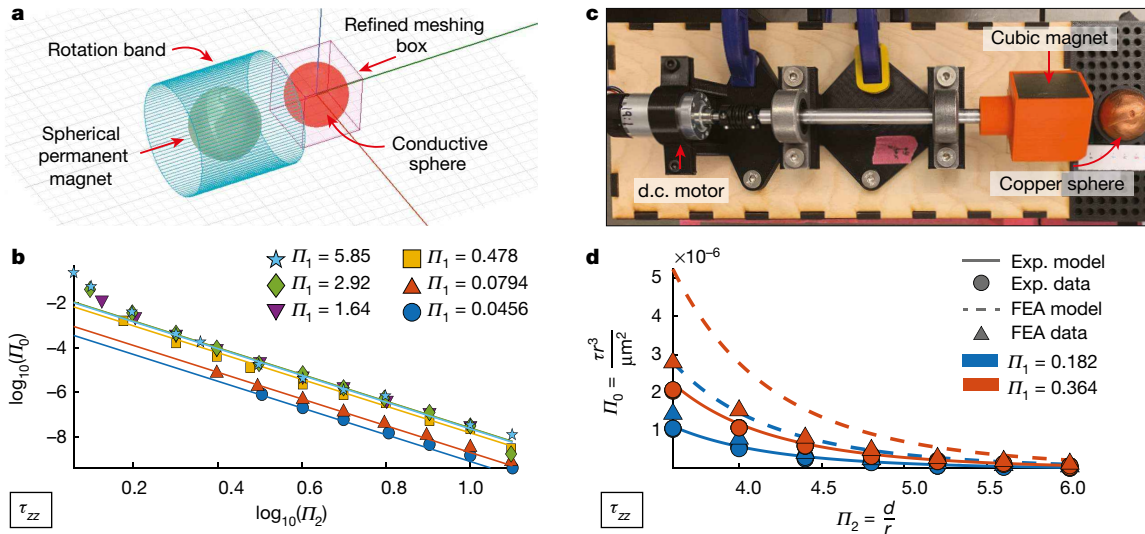 a
Rotation band
Refined meshing
box
Spherical
permanent
magnet
Conductive
sphere
b
Π₁ = 5.85
Π₁ = 2.92
Π₁ = 1.64
Π₁ = 0.478
Π₁ = 0.0794
Π₁ = 0.0456
log₁₀(Π₀)
−2
−4
−6
−8
0.2
0.4
0.6
0.8
1.0
log₁₀(Π₂)
τzz
c
Cubic magnet
d.c. motor
Copper sphere
d
×10⁻⁶
5
4
3
2
1
Π₀ = τr³/μm²
Exp. model
Exp. data
FEA model
FEA data
Π₁ = 0.182
Π₁ = 0.364
4.0
4.5
5.0
5.5
6.0
Π₂ = d/r
τzz